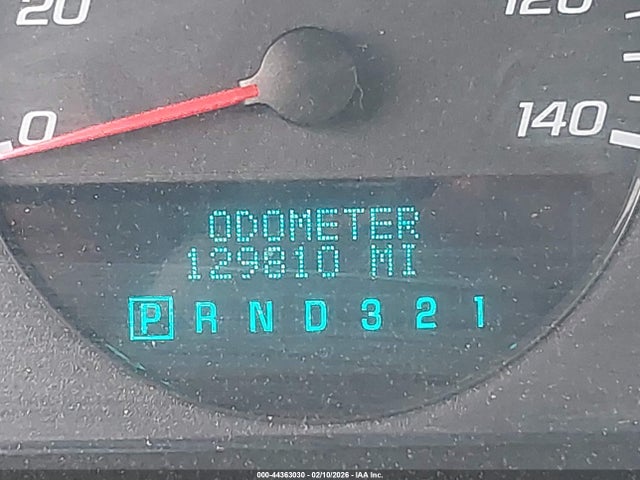 20
120
0
140
ODOMETER
129810 MI
P R N D 3 2 1
000-44363030 - 02/10/2026 - IAA Inc.